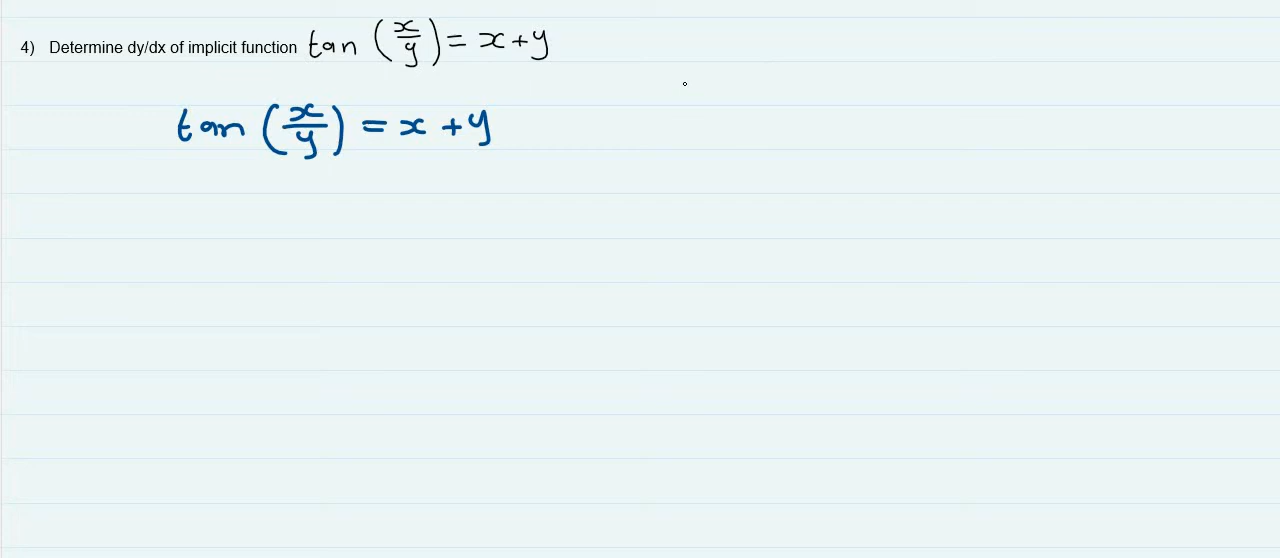 4) Determine dy/dx of implicit function tan (x/y) = x+y
tan (x/y) = x + y